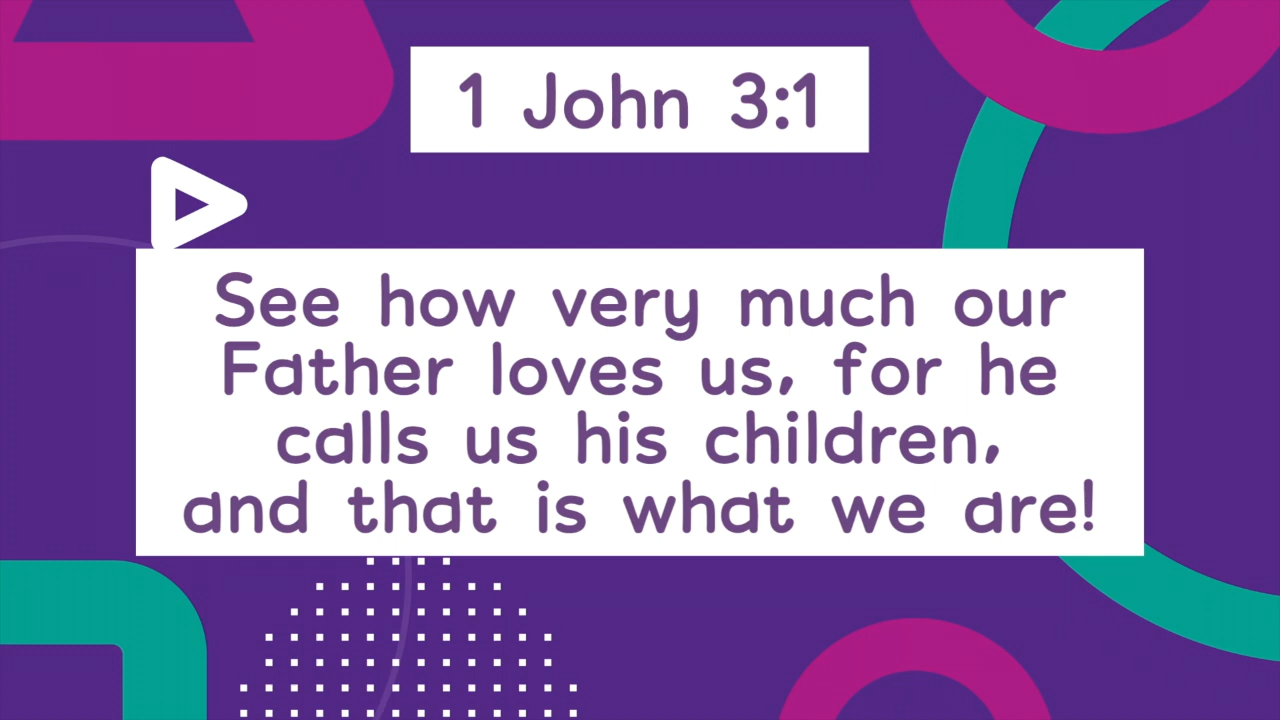 1 John 3:1
See how very much our
Father loves us, for he
calls us his children,
and that is what we are!